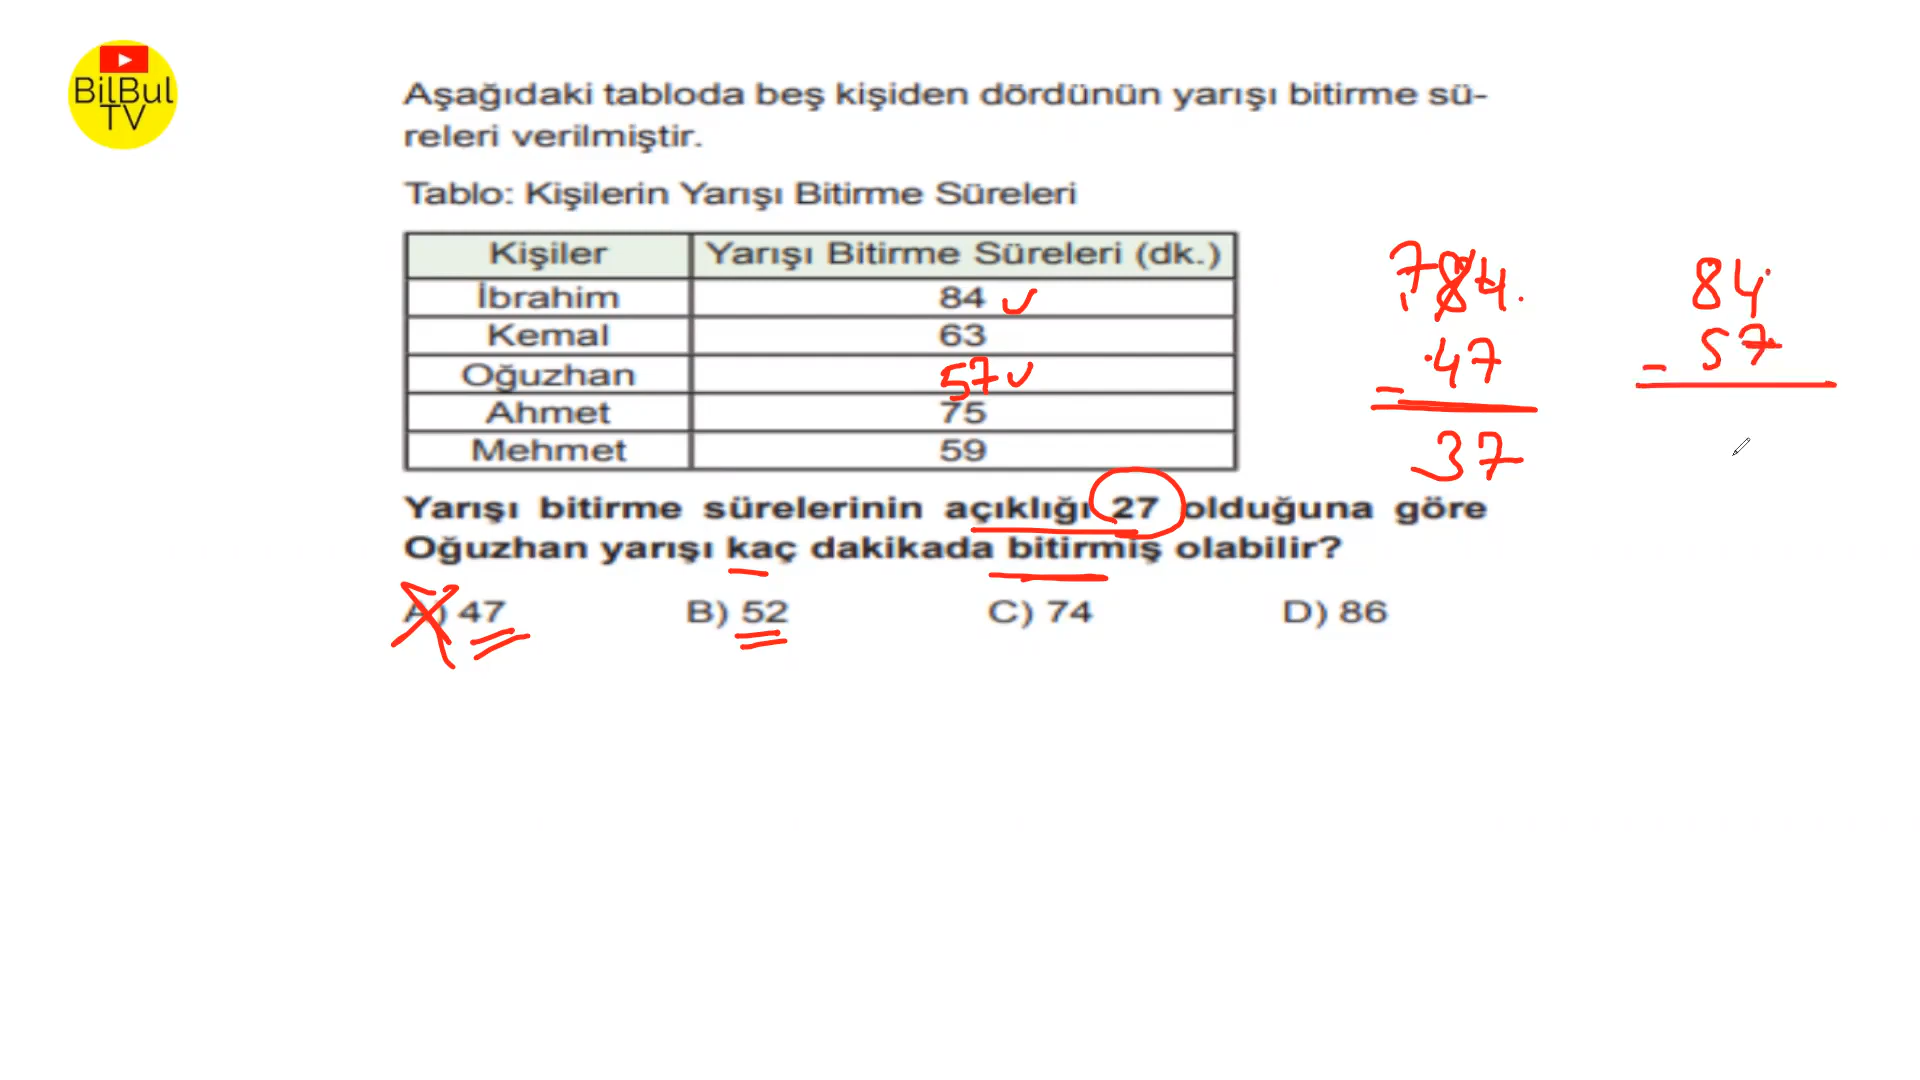 BilBul
TV
Aşağıdaki tabloda beş kişiden dördünün yarışı bitirme sü-
releri verilmiştir.
Tablo: Kişilerin Yarışı Bitirme Süreleri
Kişiler Yarışı Bitirme Süreleri (dk.)
İbrahim 84
Kemal 63
Oğuzhan 57
Ahmet 75
Mehmet 59
784
47
-
37
84
- 57
Yarışı bitirme sürelerinin açıklığı 27 olduğuna göre
Oğuzhan yarışı kaç dakikada bitirmiş olabilir?
A) 47 B) 52 C) 74 D) 86